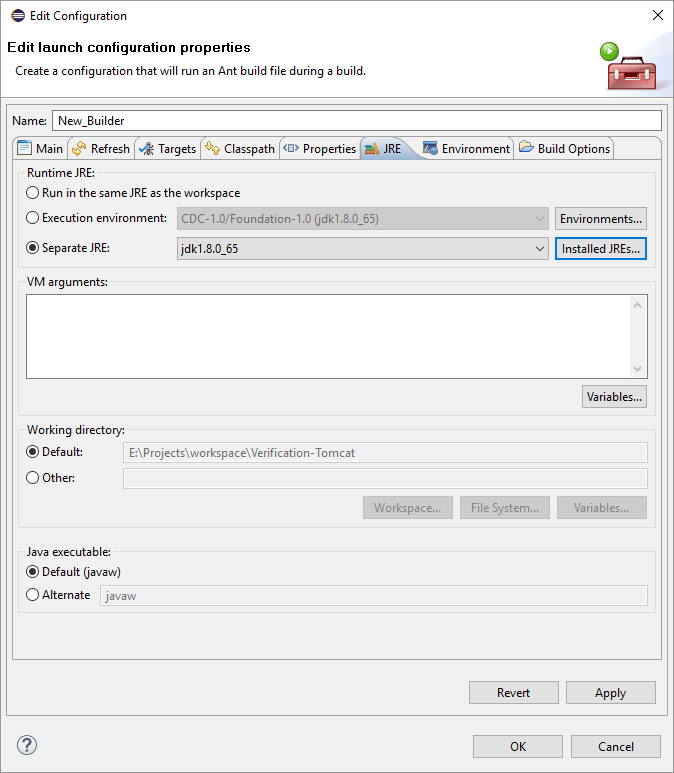 Edit Configuration
Edit launch configuration properties
Create a configuration that will run an Ant build file during a build.
Name: New_Builder
Main Refresh Targets Classpath Properties JRE Environment Build Options
Runtime JRE:
Run in the same JRE as the workspace
Execution environment: CDC-1.0/Foundation-1.0 (jdk1.8.0_65) Environments...
Separate JRE: jdk1.8.0_65 Installed JREs...
VM arguments:
Variables...
Working directory:
Default: E:\Projects\workspace\Verification-Tomcat
Other:
Workspace... File System... Variables...
Java executable:
Default (javaw)
Alternate javaw
Revert Apply
? OK Cancel